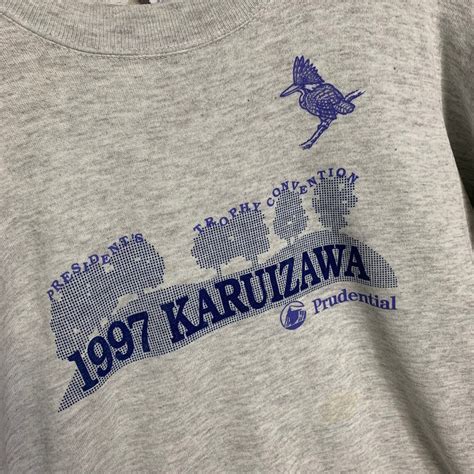 PRESIDENT'S TROPHY CONVENTION
1997 KARUIZAWA
Prudential